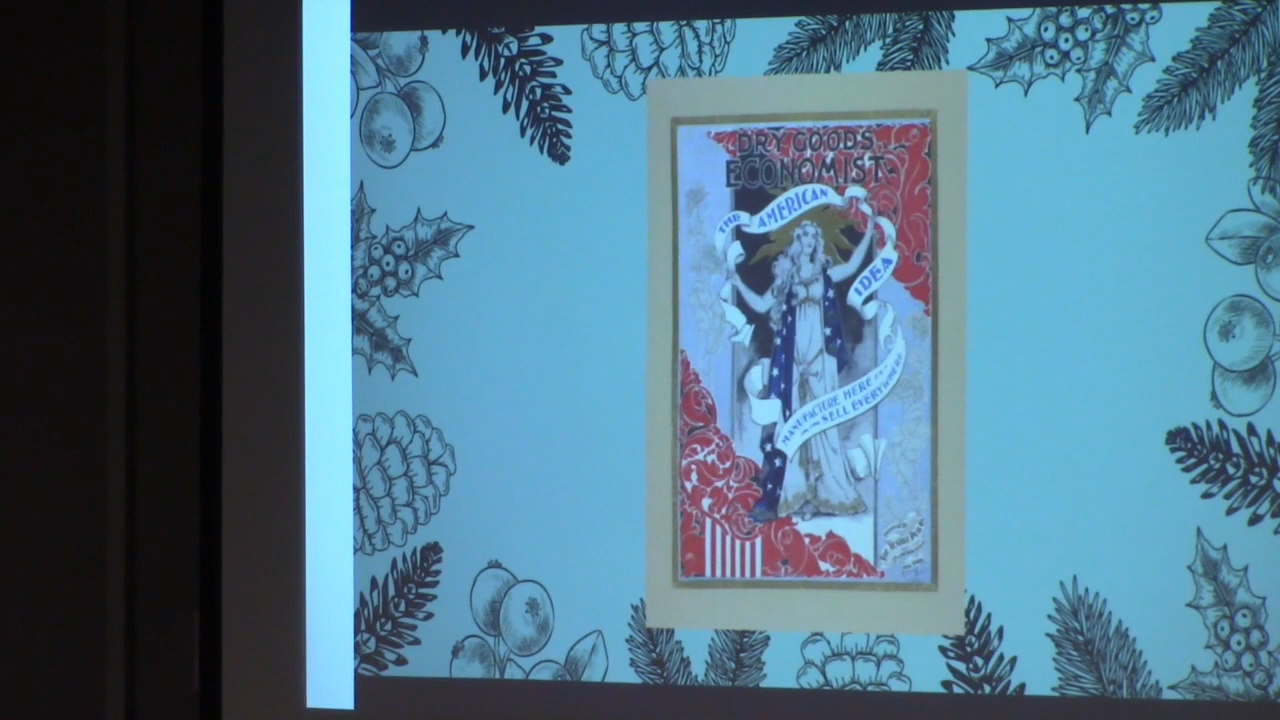 DRY GOODS
ECONOMIST
THE AMERICAN
IDEA
MANUFACTURE HERE
SELL EVERYWHERE